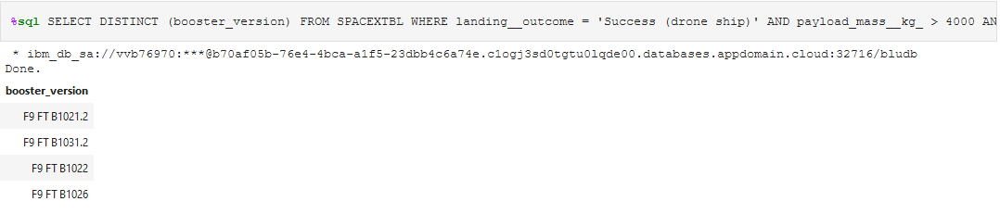 %sql SELECT DISTINCT (booster_version) FROM SPACEXTBL WHERE landing__outcome = 'Success (drone ship)' AND payload_mass__kg_ > 4000 AN
* ibm_db_sa://vvb76970:***@b70af05b-76e4-4bca-a1f5-23dbb4c6a74e.c1ogj3sd0tgtu0lqde00.databases.appdomain.cloud:32716/bludb
Done.
booster_version
F9 FT B1021.2
F9 FT B1031.2
F9 FT B1022
F9 FT B1026